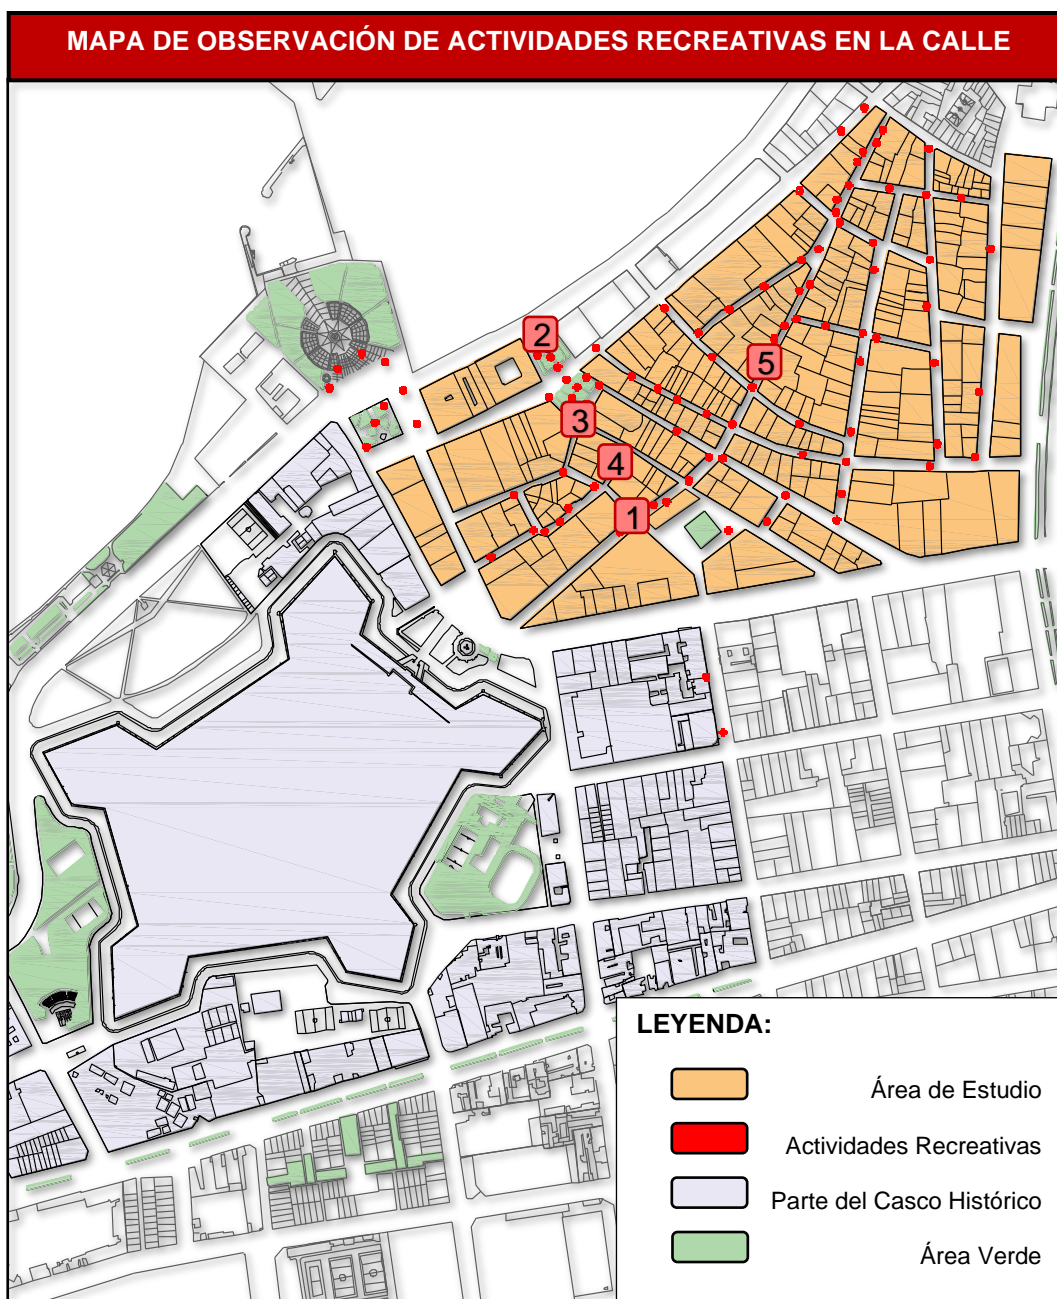 MAPA DE OBSERVACIÓN DE ACTIVIDADES RECREATIVAS EN LA CALLE
2
5
3
4
1
LEYENDA:
Área de Estudio
Actividades Recreativas
Parte del Casco Histórico
Área Verde